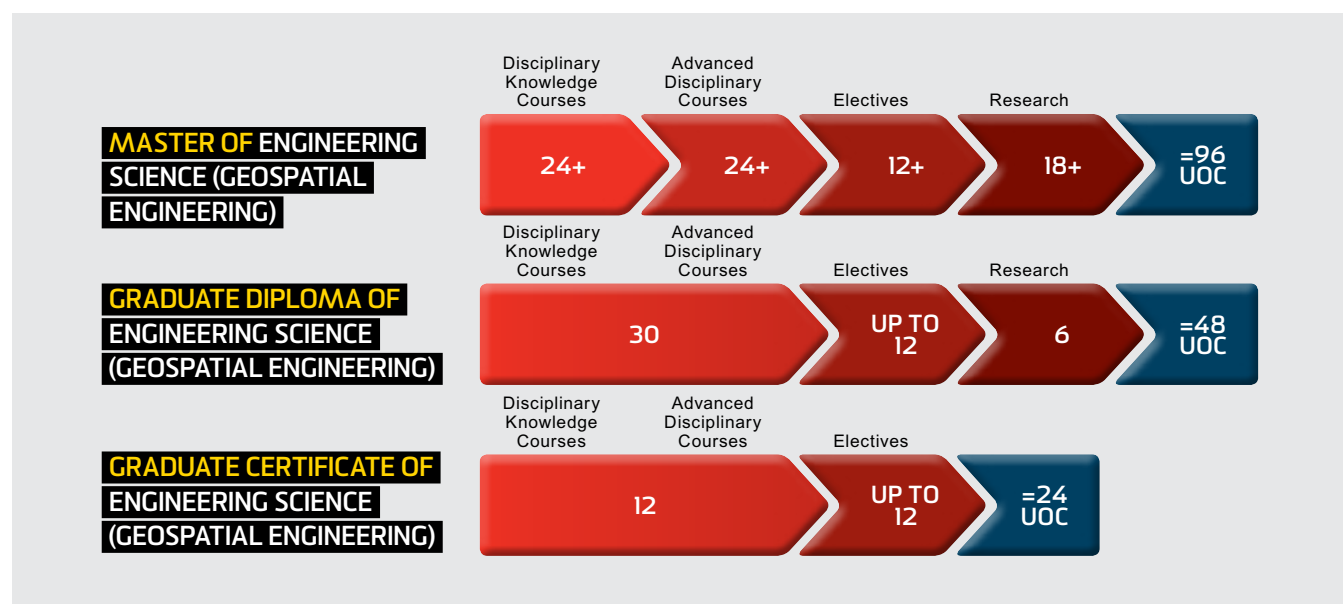 Disciplinary
Knowledge
Courses
Advanced
Disciplinary
Courses
Electives
Research
MASTER OF ENGINEERING
SCIENCE (GEOSPATIAL
ENGINEERING)
24+
24+
12+
18+
=96
UOC
Disciplinary
Knowledge
Courses
Advanced
Disciplinary
Courses
Electives
Research
GRADUATE DIPLOMA OF
ENGINEERING SCIENCE
(GEOSPATIAL ENGINEERING)
30
UP TO
12
6
=48
UOC
Disciplinary
Knowledge
Courses
Advanced
Disciplinary
Courses
Electives
GRADUATE CERTIFICATE OF
ENGINEERING SCIENCE
(GEOSPATIAL ENGINEERING)
12
UP TO
12
=24
UOC